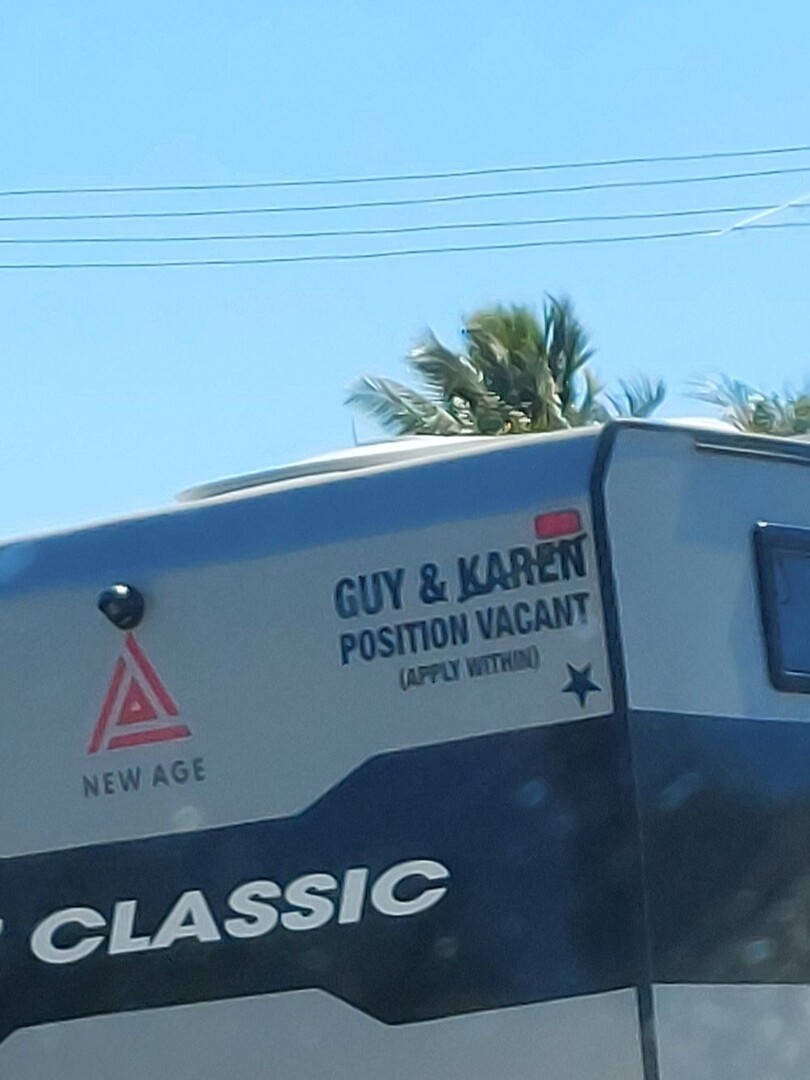 GUY & KAREN
POSITION VACANT
(APPLY WITHIN)
NEW AGE
CLASSIC